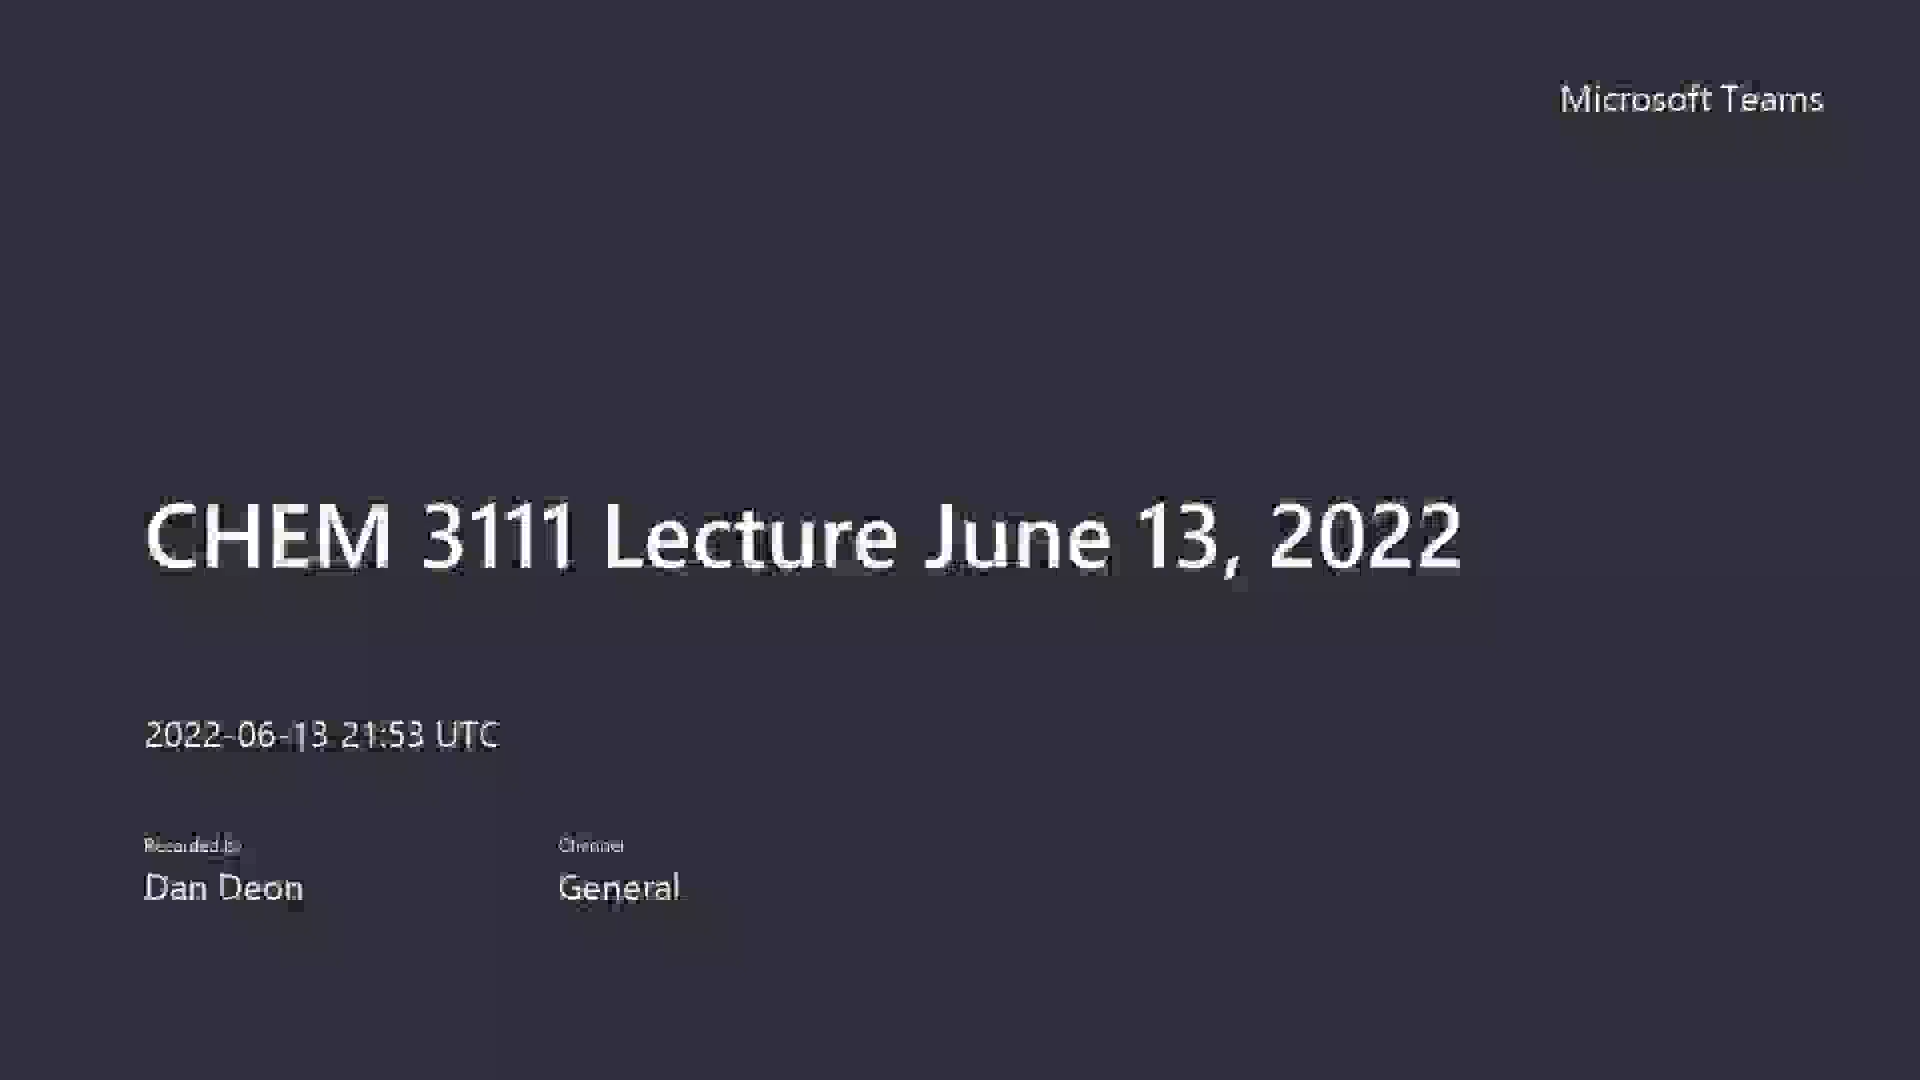 Microsoft Teams
CHEM 3111 Lecture June 13, 2022
2022-06-13 21:53 UTC
Recorded by
Dan Deon
General